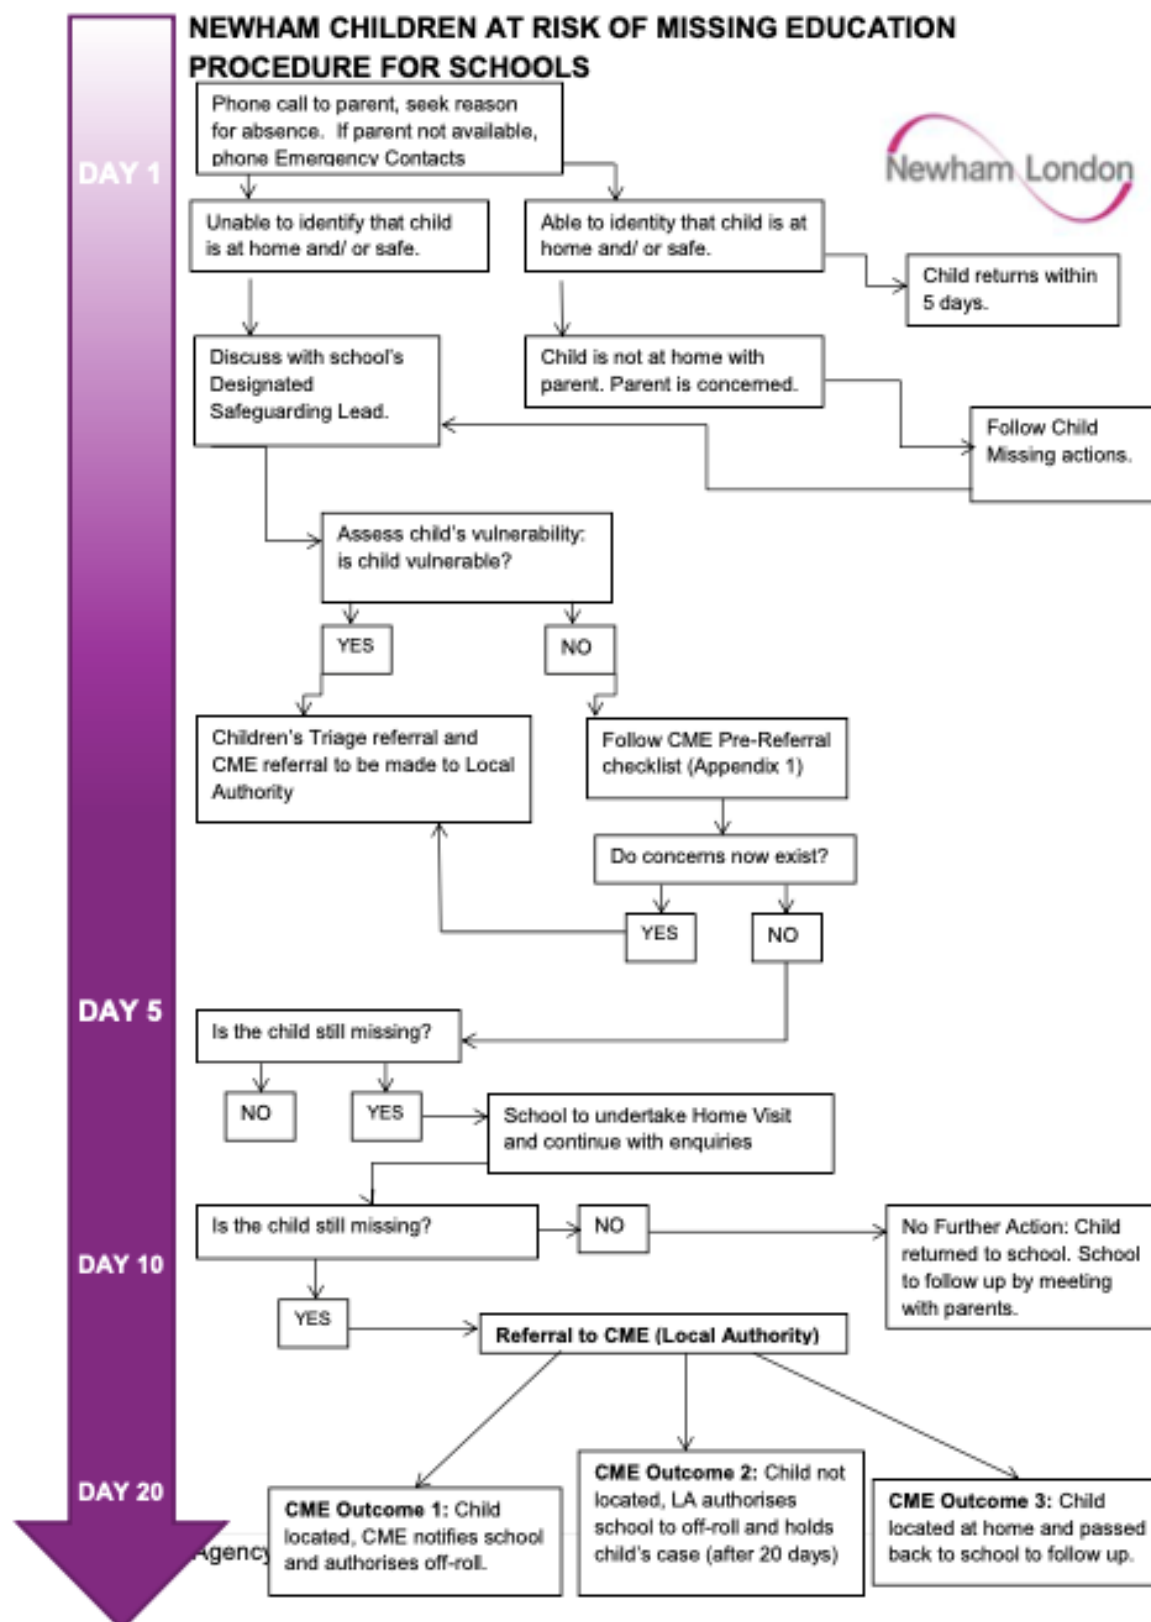 NEWHAM CHILDREN AT RISK OF MISSING EDUCATION
PROCEDURE FOR SCHOOLS
Phone call to parent, seek reason
for absence. If parent not available,
phone Emergency Contacts
Newham London
DAY 1
Unable to identify that child
is at home and/ or safe.
Able to identity that child is at
home and/ or safe.
Child returns within
5 days.
Discuss with school's
Designated
Safeguarding Lead.
Child is not at home with
parent. Parent is concerned.
Follow Child
Missing actions.
Assess child's vulnerability:
is child vulnerable?
YES
NO
Children's Triage referral and
CME referral to be made to Local
Authority
Follow CME Pre-Referral
checklist (Appendix 1)
Do concerns now exist?
YES
NO
DAY 5
Is the child still missing?
NO
YES
School to undertake Home Visit
and continue with enquiries
Is the child still missing?
NO
No Further Action: Child
returned to school. School
to follow up by meeting
with parents.
DAY 10
YES
Referral to CME (Local Authority)
DAY 20
CME Outcome 1: Child
located, CME notifies school
and authorises off-roll.
CME Outcome 2: Child not
located, LA authorises
school to off-roll and holds
child's case (after 20 days)
CME Outcome 3: Child
located at home and passed
back to school to follow up.
Agency